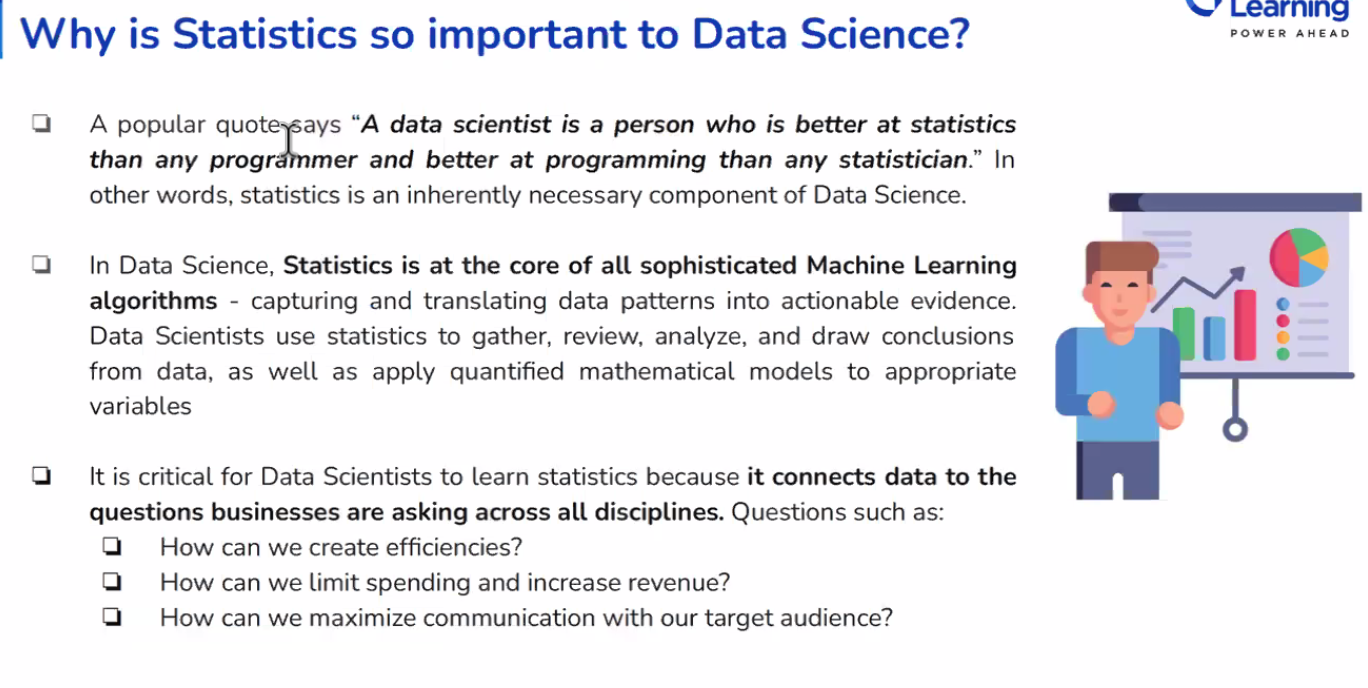 Why is Statistics so important to Data Science?
Learning
POWER AHEAD
❏ A popular quote says “A data scientist is a person who is better at statistics
than any programmer and better at programming than any statistician.” In
other words, statistics is an inherently necessary component of Data Science.
❏ In Data Science, Statistics is at the core of all sophisticated Machine Learning
algorithms - capturing and translating data patterns into actionable evidence.
Data Scientists use statistics to gather, review, analyze, and draw conclusions
from data, as well as apply quantified mathematical models to appropriate
variables
❏ It is critical for Data Scientists to learn statistics because it connects data to the
questions businesses are asking across all disciplines. Questions such as:
❏ How can we create efficiencies?
❏ How can we limit spending and increase revenue?
❏ How can we maximize communication with our target audience?